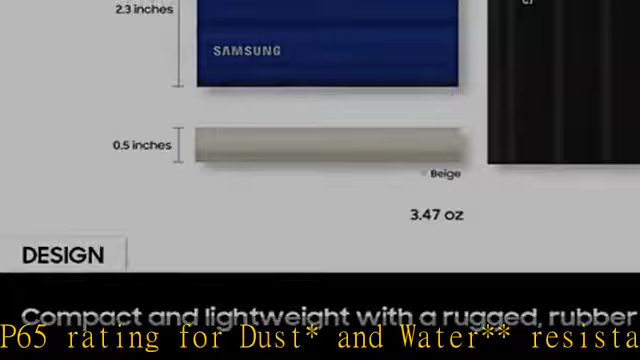 2.3 inches
SAMSUNG
0.5 inches
Beige
3.47 oz
DESIGN
Compact and lightweight with a rugged, rubber
P65 rating for Dust* and Water** resista